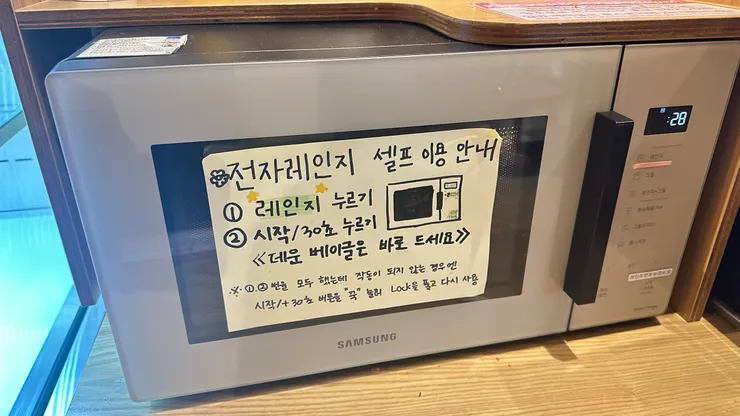 전자레인지 셀프 이용 안내
① 레인지 누르기
② 시작/30초 누르기
《데운 베이글은 바로 드세요》
※ ①,②번을 모두 했는데 작동이 되지 않는 경우엔
시작/+30초 버튼을 "꾹" 눌러 Lock을 풀고 다시 사용
SAMSUNG
:28